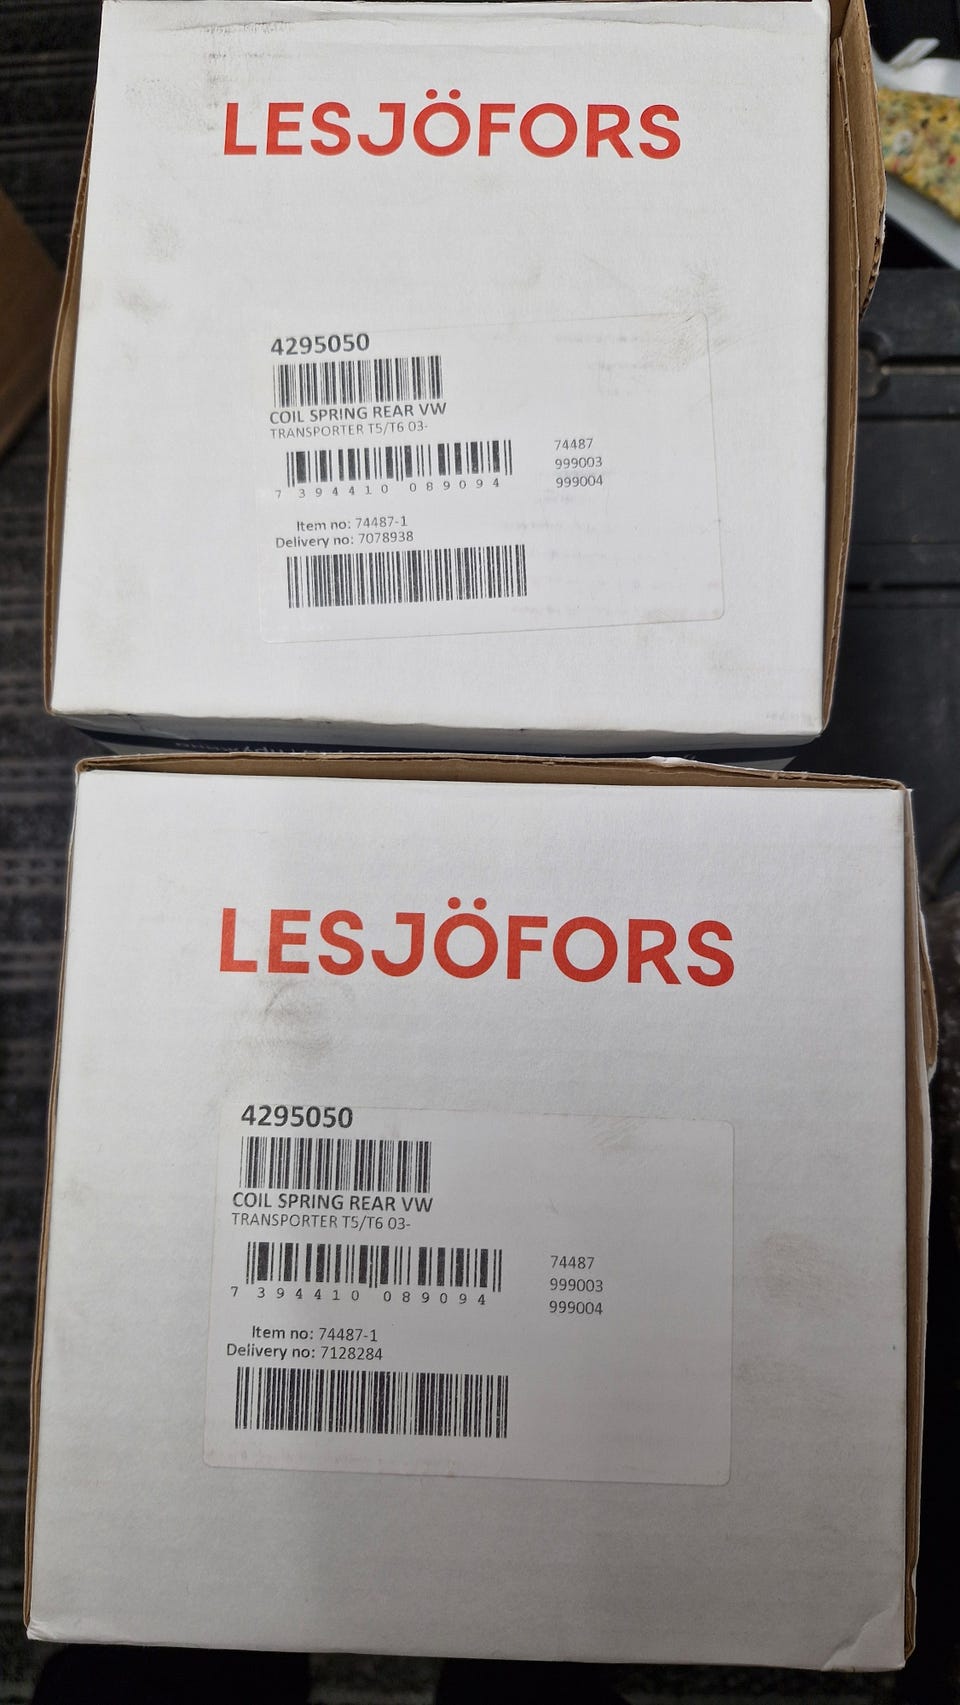 LESJÖFORS
4295050
COIL SPRING REAR VW
TRANSPORTER T5/T6 03-
7 394410 089094
74487
999003
999004
Item no: 74487-1
Delivery no: 7078938
LESJÖFORS
4295050
COIL SPRING REAR VW
TRANSPORTER T5/T6 03-
7 394410 089094
74487
999003
999004
Item no: 74487-1
Delivery no: 7128284